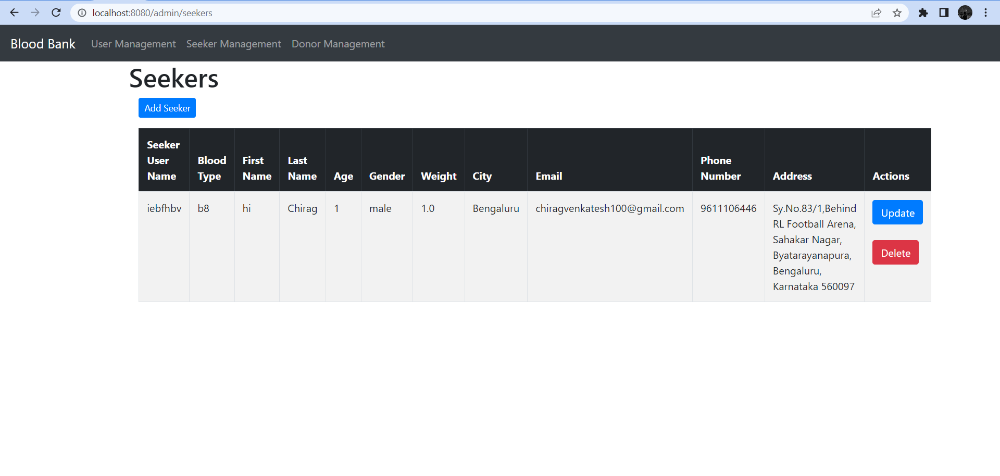 localhost:8080/admin/seekers
Blood Bank User Management Seeker Management Donor Management
Seekers
Add Seeker
Seeker User Name Blood Type First Name Last Name Age Gender Weight City Email Phone Number Address Actions
iebfhbv b8 hi Chirag 1 male 1.0 Bengaluru chiragvenkatesh100@gmail.com 9611106446 Sy.No.83/1,Behind Update
RL Football Arena,
Sahakar Nagar,
Byatarayanapura, Delete
Bengaluru,
Karnataka 560097